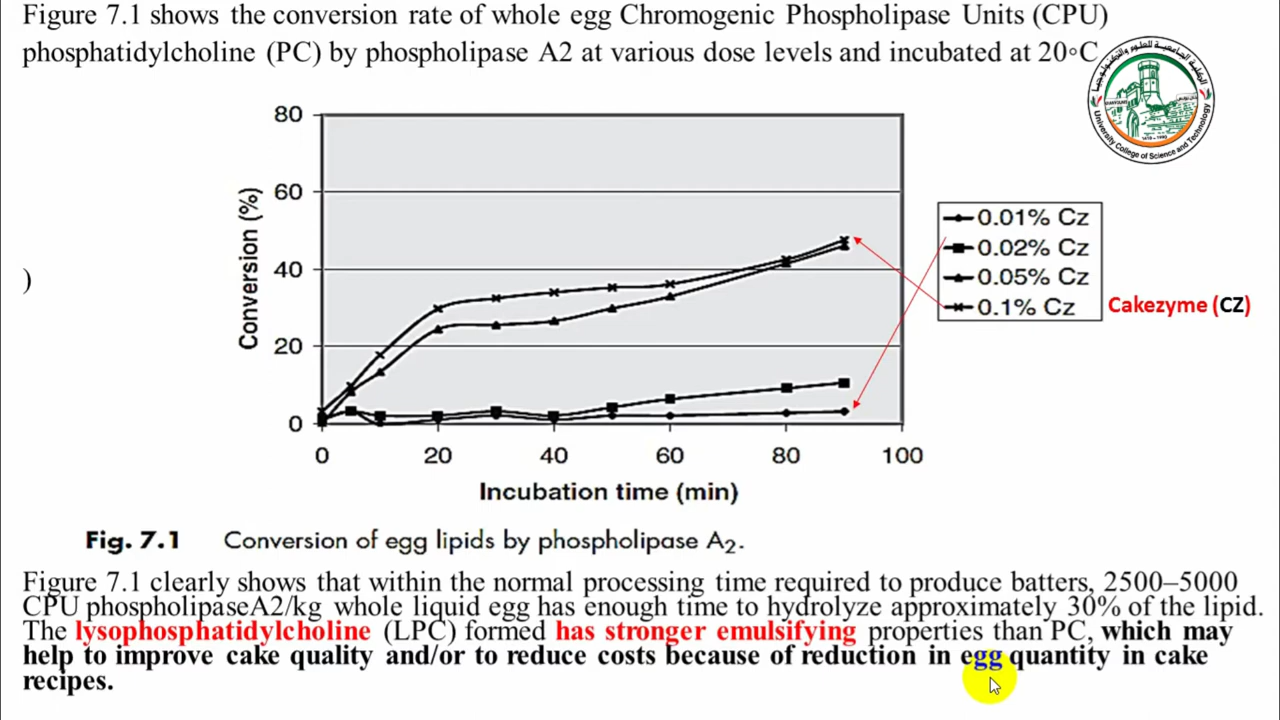 Figure 7.1 shows the conversion rate of whole egg Chromogenic Phospholipase Units (CPU)
phosphatidylcholine (PC) by phospholipase A2 at various dose levels and incubated at 20◦C
University College of Science and Technology
)
80
60
40
20
0
Conversion (%)
0 20 40 60 80 100
Incubation time (min)
0.01% Cz
0.02% Cz
0.05% Cz
0.1% Cz
Cakezyme (CZ)
Fig. 7.1 Conversion of egg lipids by phospholipase A2.
Figure 7.1 clearly shows that within the normal processing time required to produce batters, 2500–5000
CPU phospholipaseA2/kg whole liquid egg has enough time to hydrolyze approximately 30% of the lipid.
The lysophosphatidylcholine (LPC) formed has stronger emulsifying properties than PC, which may
help to improve cake quality and/or to reduce costs because of reduction in egg quantity in cake
recipes.